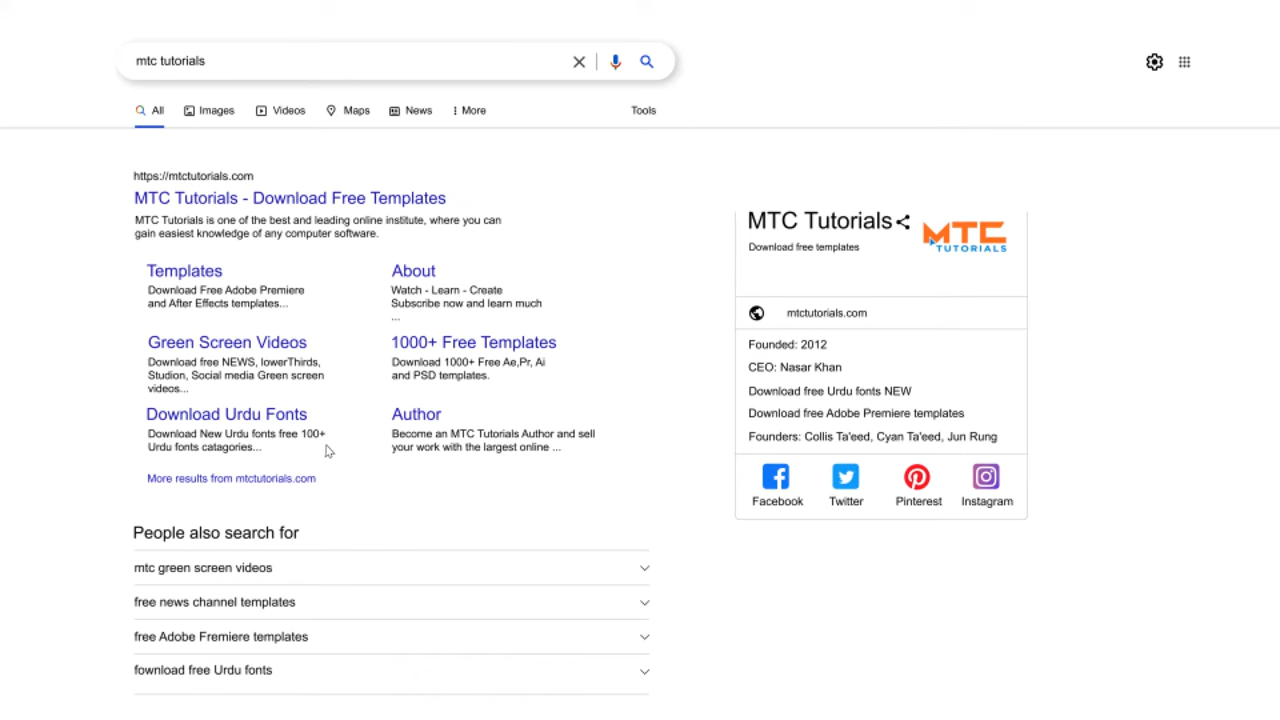 mtc tutorials
All Images Videos Maps News More Tools
https://mtctutorials.com
MTC Tutorials - Download Free Templates
MTC Tutorials is one of the best and leading online institute, where you can
gain easiest knowledge of any computer software.
Templates
Download Free Adobe Premiere
and After Effects templates...
About
Watch - Learn - Create
Subscribe now and learn much
...
Green Screen Videos
Download free NEWS, lowerThirds,
Studion, Social media Green screen
videos...
1000+ Free Templates
Download 1000+ Free Ae,Pr, Ai
and PSD templates.
Download Urdu Fonts
Download New Urdu fonts free 100+
Urdu fonts catagories...
Author
Become an MTC Tutorials Author and sell
your work with the largest online ...
More results from mtctutorials.com
People also search for
mtc green screen videos
free news channel templates
free Adobe Fremiere templates
fownload free Urdu fonts
MTC Tutorials
Download free templates
MTC
TUTORIALS
mtctutorials.com
Founded: 2012
CEO: Nasar Khan
Download free Urdu fonts NEW
Download free Adobe Premiere templates
Founders: Collis Ta'eed, Cyan Ta'eed, Jun Rung
Facebook Twitter Pinterest Instagram